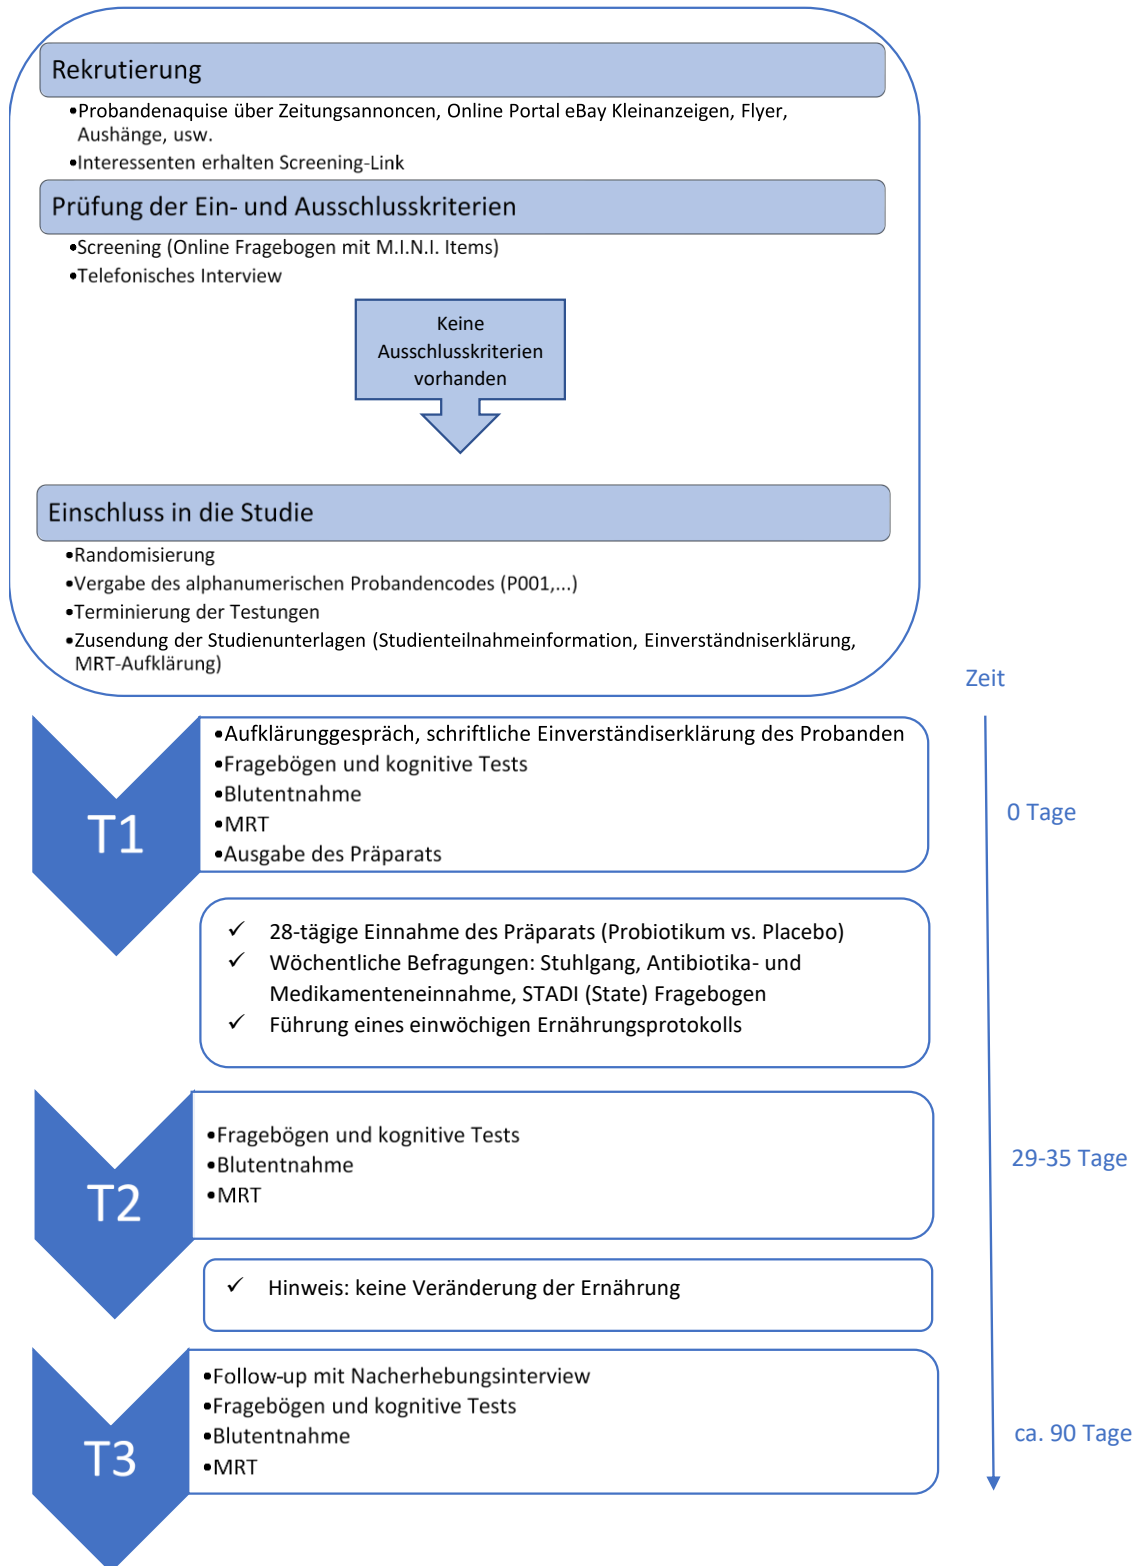 Rekrutierung
•Probandenaquise über Zeitungsannoncen, Online Portal eBay Kleinanzeigen, Flyer,
Aushänge, usw.
•Interessenten erhalten Screening-Link
Prüfung der Ein- und Ausschlusskriterien
•Screening (Online Fragebogen mit M.I.N.I. Items)
•Telefonisches Interview
Keine
Ausschlusskriterien
vorhanden
Einschluss in die Studie
•Randomisierung
•Vergabe des alphanumerischen Probandencodes (P001,...)
•Terminierung der Testungen
•Zusendung der Studienunterlagen (Studienteilnahmeinformation, Einverständniserklärung,
MRT-Aufklärung)
Zeit
T1
•Aufklärunggespräch, schriftliche Einverständiserklärung des Probanden
•Fragebögen und kognitive Tests
•Blutentnahme
•MRT
•Ausgabe des Präparats
0 Tage
✓ 28-tägige Einnahme des Präparats (Probiotikum vs. Placebo)
✓ Wöchentliche Befragungen: Stuhlgang, Antibiotika- und
Medikamenteneinnahme, STADI (State) Fragebogen
✓ Führung eines einwöchigen Ernährungsprotokolls
T2
•Fragebögen und kognitive Tests
•Blutentnahme
•MRT
29-35 Tage
✓ Hinweis: keine Veränderung der Ernährung
T3
•Follow-up mit Nacherhebungsinterview
•Fragebögen und kognitive Tests
•Blutentnahme
•MRT
ca. 90 Tage